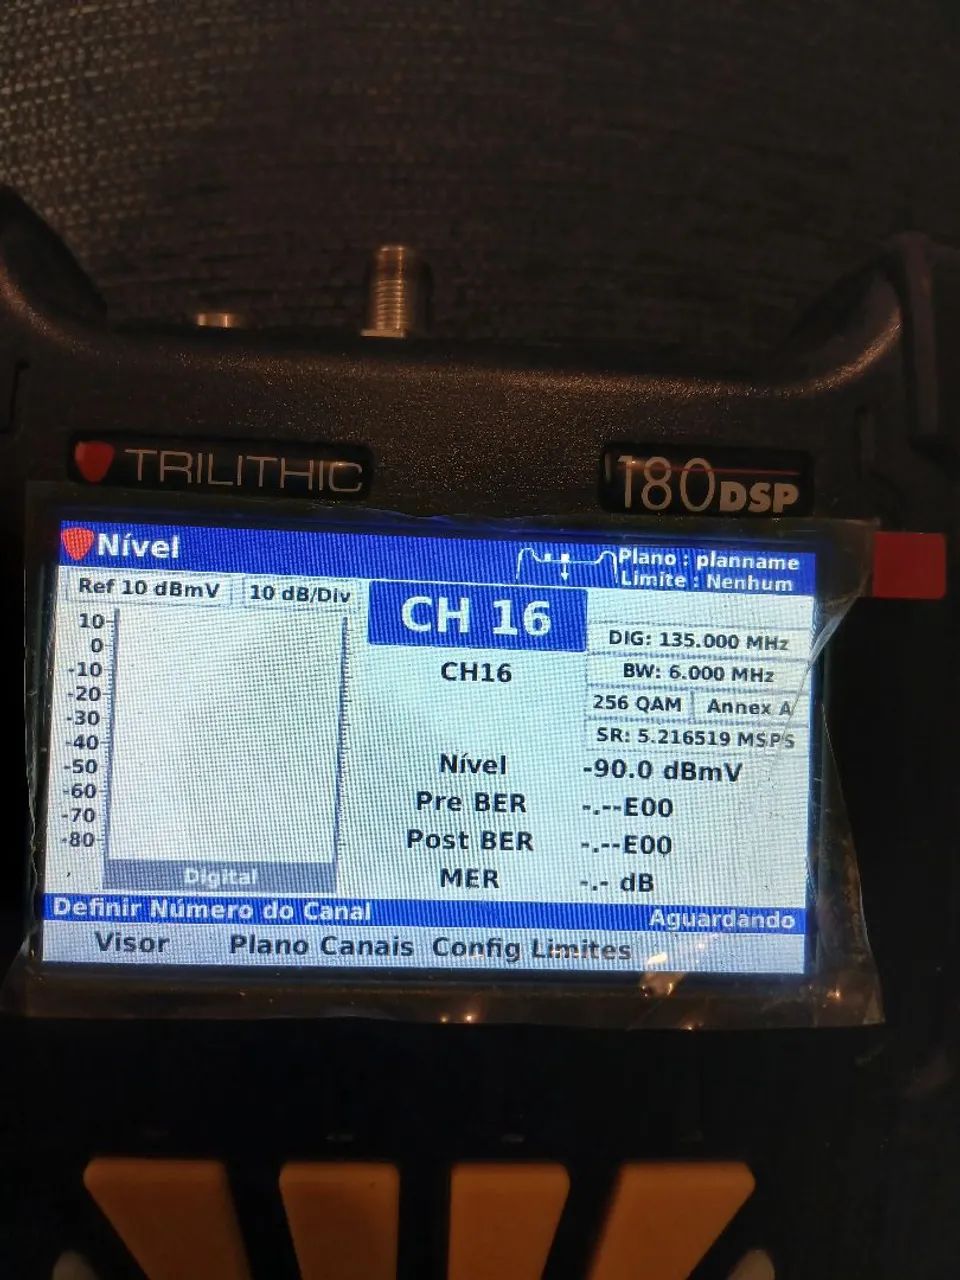 TRILITHIC
180 DSP
Nível
Plano : planname
Limite : Nenhum
Ref 10 dBmV
10 dB/Div
CH 16
CH16
DIG: 135.000 MHz
BW: 6.000 MHz
256 QAM
Annex A
SR: 5.216519 MSPS
10
0
-10
-20
-30
-40
-50
-60
-70
-80
Digital
Nível -90.0 dBmV
Pre BER -.--E00
Post BER -.--E00
MER -.- dB
Definir Número do Canal
Aguardando
Visor
Plano Canais
Config Limites